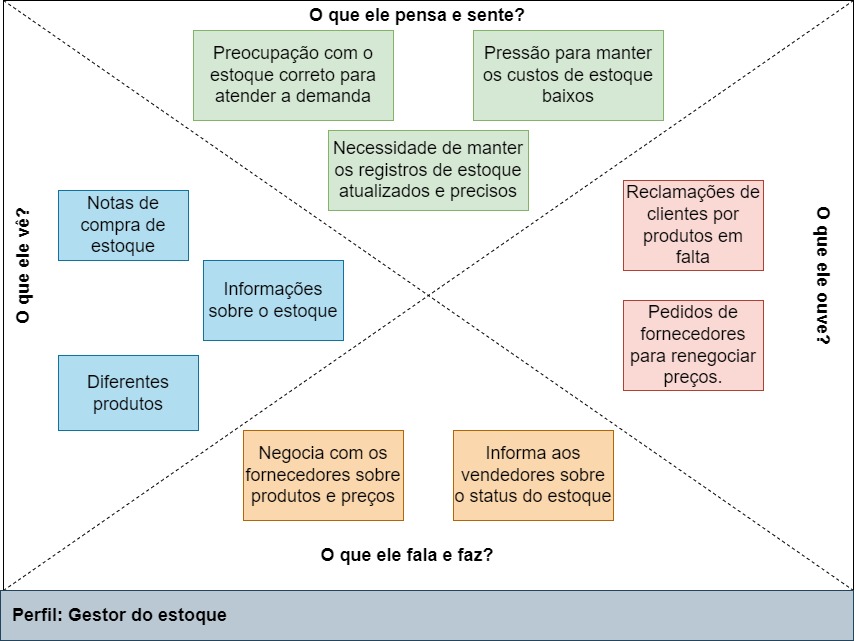 O que ele pensa e sente?
Preocupação com o
estoque correto para
atender a demanda
Pressão para manter
os custos de estoque
baixos
Necessidade de manter
os registros de estoque
atualizados e precisos
O que ele vê?
Notas de
compra de
estoque
Informações
sobre o estoque
Diferentes
produtos
O que ele ouve?
Reclamações de
clientes por
produtos em
falta
Pedidos de
fornecedores
para renegociar
preços.
Negocia com os
fornecedores sobre
produtos e preços
Informa aos
vendedores sobre
o status do estoque
O que ele fala e faz?
Perfil: Gestor do estoque